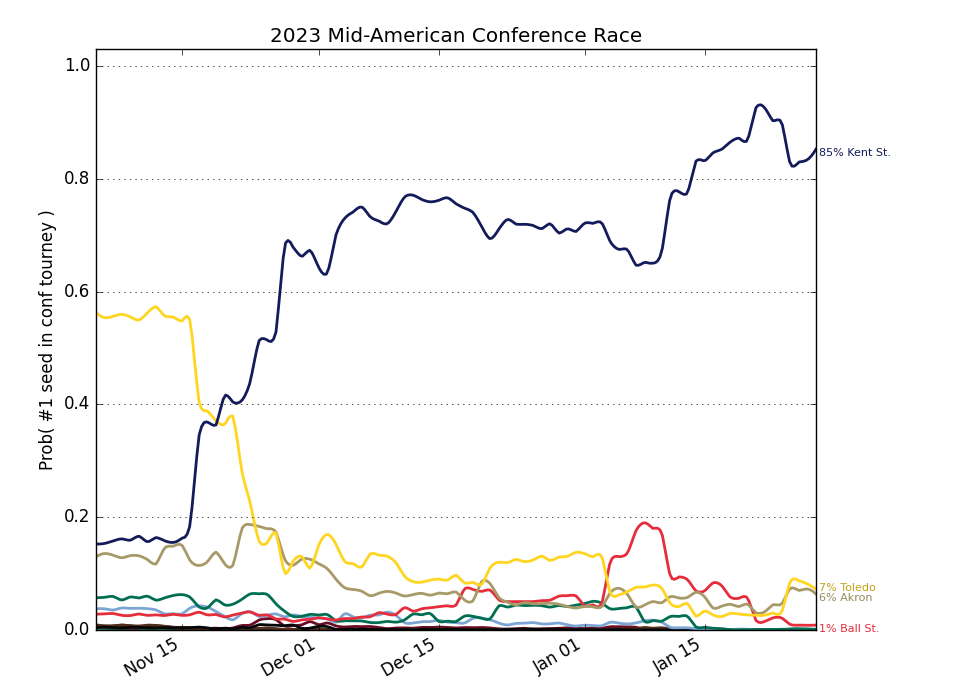 2023 Mid-American Conference Race
Prob( #1 seed in conf tourney )
1.0
0.8
0.6
0.4
0.2
0.0
85% Kent St.
7% Toledo
6% Akron
1% Ball St.
Nov 15
Dec 01
Dec 15
Jan 01
Jan 15